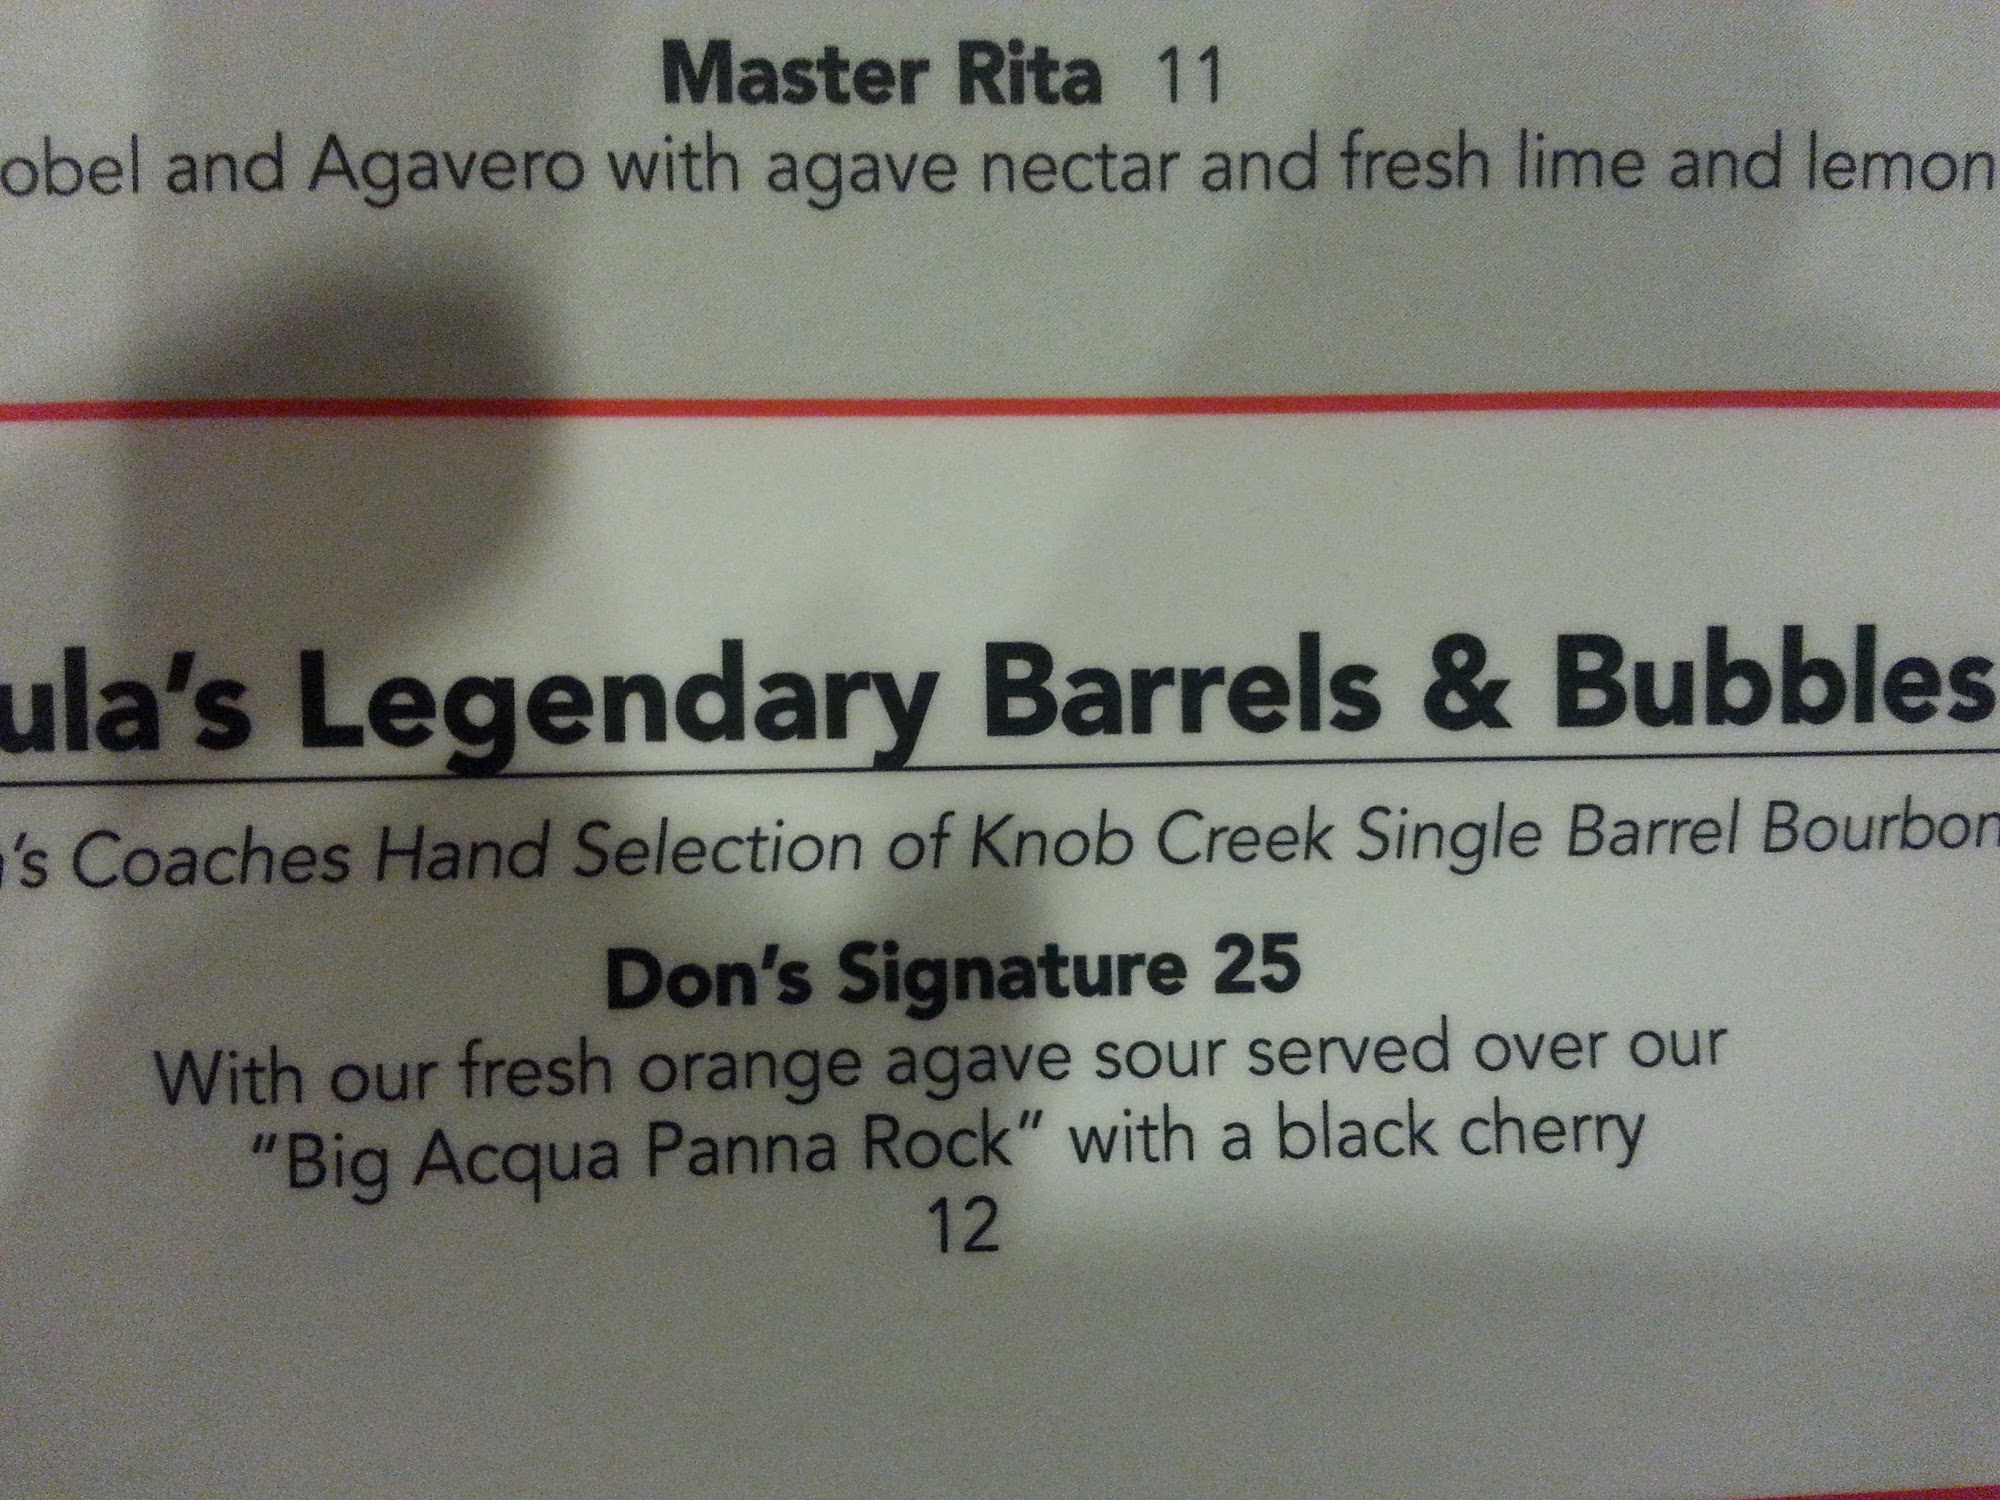 Master Rita 11
obel and Agavero with agave nectar and fresh lime and lemon
ula's Legendary Barrels & Bubbles
's Coaches Hand Selection of Knob Creek Single Barrel Bourbon
Don's Signature 25
With our fresh orange agave sour served over our
"Big Acqua Panna Rock" with a black cherry
12